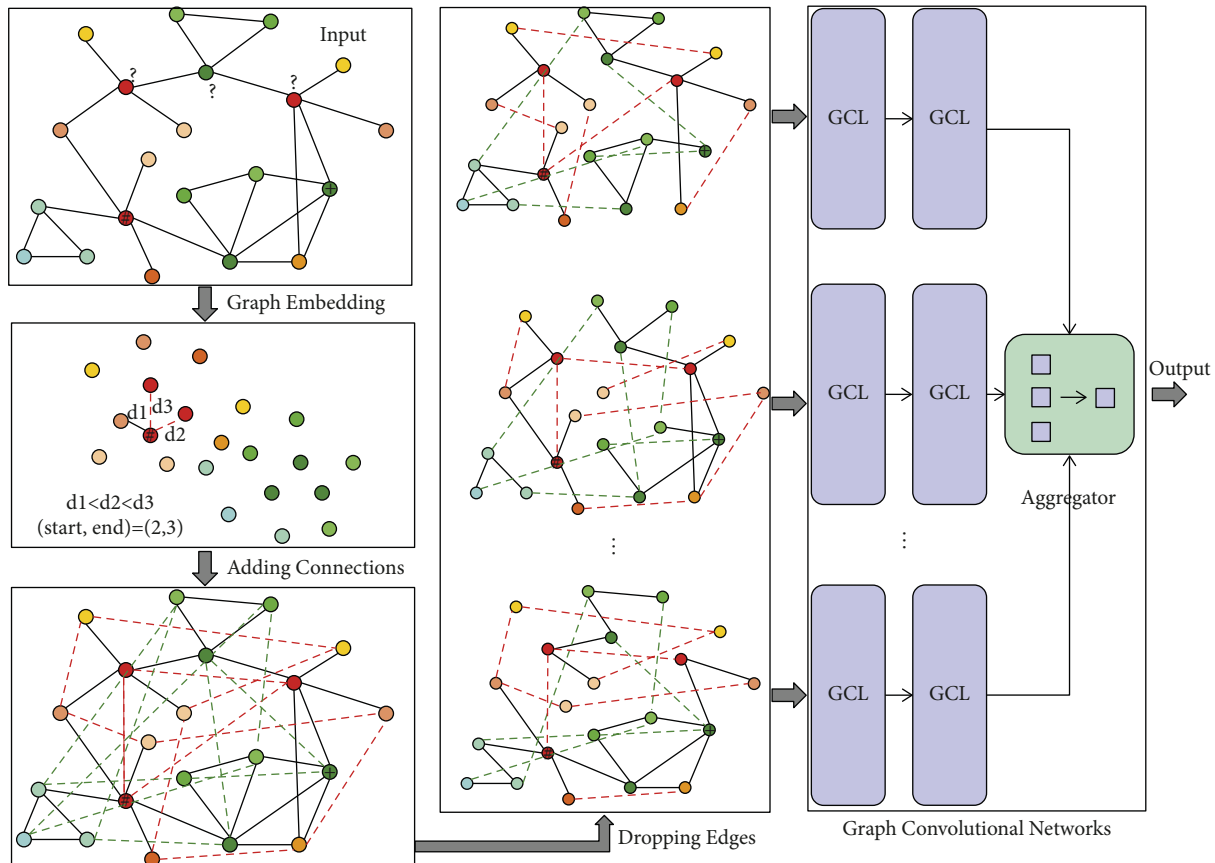 Input
?
?
?
#
+
Graph Embedding
d1
d3
d2
#
d1<d2<d3
(start, end)=(2,3)
Adding Connections
#
+
Dropping Edges
#
+
#
+
...
#
+
GCL
GCL
GCL
GCL
...
GCL
GCL
Aggregator
Output
Graph Convolutional Networks